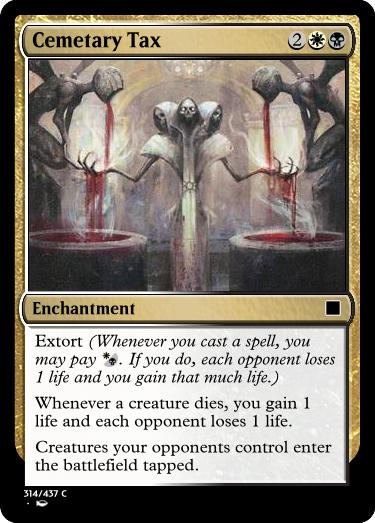 Cemetary Tax 2
Enchantment
Extort (Whenever you cast a spell, you
may pay . If you do, each opponent loses
1 life and you gain that much life.)
Whenever a creature dies, you gain 1
life and each opponent loses 1 life.
Creatures your opponents control enter
the battlefield tapped.
314/437 C